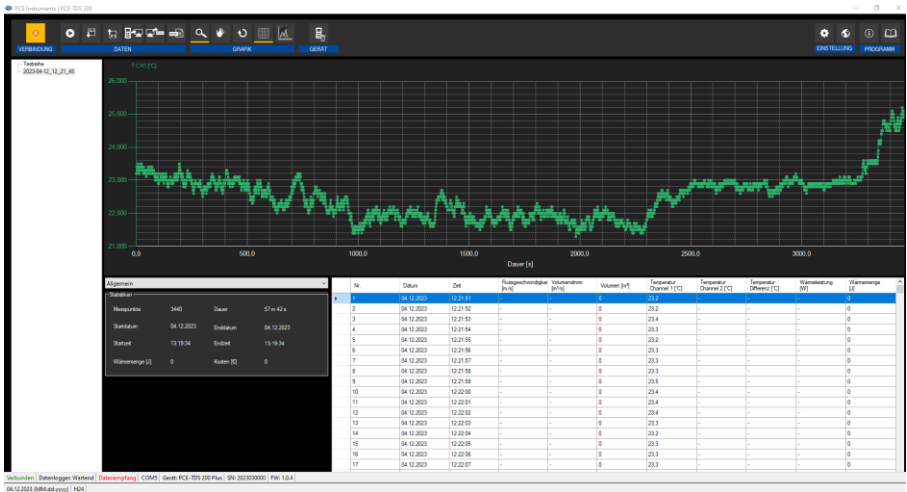 PCE Instruments | PCE-TDS 200
VERBINDUNG DATEN GRAFIK GERÄT EINSTELLUNG PROGRAMM
Testreihe
2023-04-12_12_21_45
T CH1 [°C]
26.000
25.000
24.000
23.000
22.000
21.000
0.0 500.0 1000.0 1500.0 2000.0 2500.0 3000.0
Dauer [s]
Allgemein
Statistiken
Messpunkte 3440 Dauer 57 m 42 s
Startdatum 04.12.2023 Enddatum 04.12.2023
Startzeit 13:19:34 Endzeit 13:19:34
Wärmemenge [J] 0 Kosten [€] 0
Nr. Datum Zeit Flussgeschwindigkei [m/s] Volumenstrom [m³/s] Volumen [m³] Temperatur Channel 1 [°C] Temperatur Channel 2 [°C] Temperatur Differenz [°C] Wärmeleistung [W] Wärmemenge [J]
1 04.12.2023 12:21:51 - - 0 23,2 - - - 0
2 04.12.2023 12:21:52 - - 0 23,2 - - - 0
3 04.12.2023 12:21:53 - - 0 23,4 - - - 0
4 04.12.2023 12:21:54 - - 0 23,3 - - - 0
5 04.12.2023 12:21:55 - - 0 23,2 - - - 0
6 04.12.2023 12:21:56 - - 0 23,3 - - - 0
7 04.12.2023 12:21:57 - - 0 23,3 - - - 0
8 04.12.2023 12:21:58 - - 0 23,3 - - - 0
9 04.12.2023 12:21:59 - - 0 23,5 - - - 0
10 04.12.2023 12:22:00 - - 0 23,4 - - - 0
11 04.12.2023 12:22:01 - - 0 23,4 - - - 0
12 04.12.2023 12:22:02 - - 0 23,4 - - - 0
13 04.12.2023 12:22:03 - - 0 23,3 - - - 0
14 04.12.2023 12:22:04 - - 0 23,2 - - - 0
15 04.12.2023 12:22:05 - - 0 23,3 - - - 0
16 04.12.2023 12:22:06 - - 0 23,3 - - - 0
17 04.12.2023 12:22:07 - - 0 23,3 - - - 0
Verbunden Datenlogger: Wartend Datenempfang COM5 Gerät: PCE-TDS 200 Plus SN: 2023030000 FW: 1.0.4
04.12.2023 (MM.dd.yyyy) H24